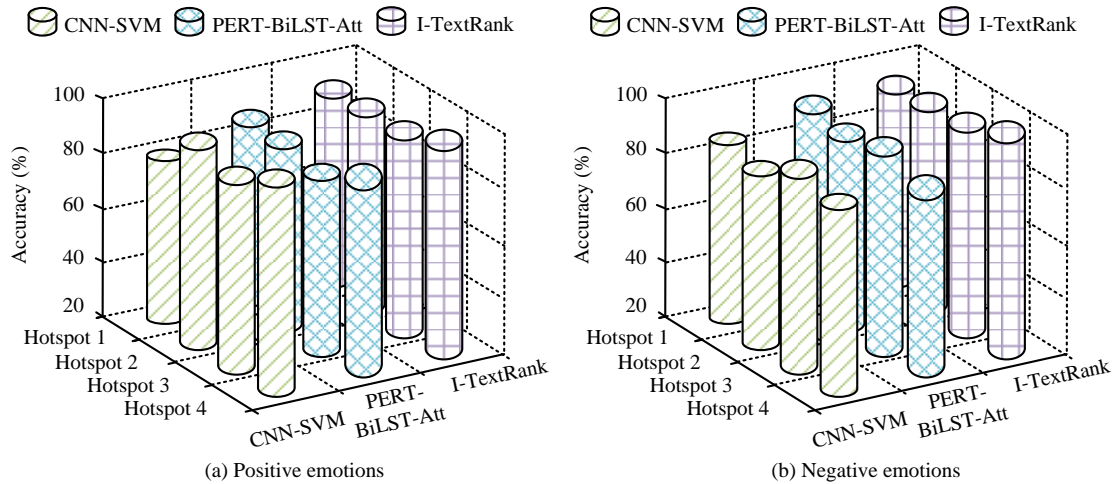 CNN-SVM PERT-BiLST-Att I-TextRank
Accuracy (%)
100
80
60
40
20
Hotspot 1
Hotspot 2
Hotspot 3
Hotspot 4
CNN-SVM
PERT-
BiLST-Att
I-TextRank
(a) Positive emotions
CNN-SVM PERT-BiLST-Att I-TextRank
Accuracy (%)
100
80
60
40
20
Hotspot 1
Hotspot 2
Hotspot 3
Hotspot 4
CNN-SVM
PERT-
BiLST-Att
I-TextRank
(b) Negative emotions